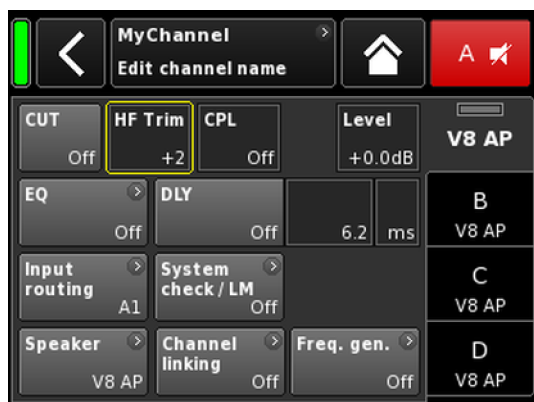 MyChannel
Edit channel name
A
CUT
Off
HF Trim
+2
CPL
Off
Level
+0.0dB
V8 AP
EQ
Off
DLY
Off
6.2
ms
B
V8 AP
Input
routing
A1
System
check / LM
Off
C
V8 AP
Speaker
V8 AP
Channel
linking
Off
Freq. gen.
Off
D
V8 AP